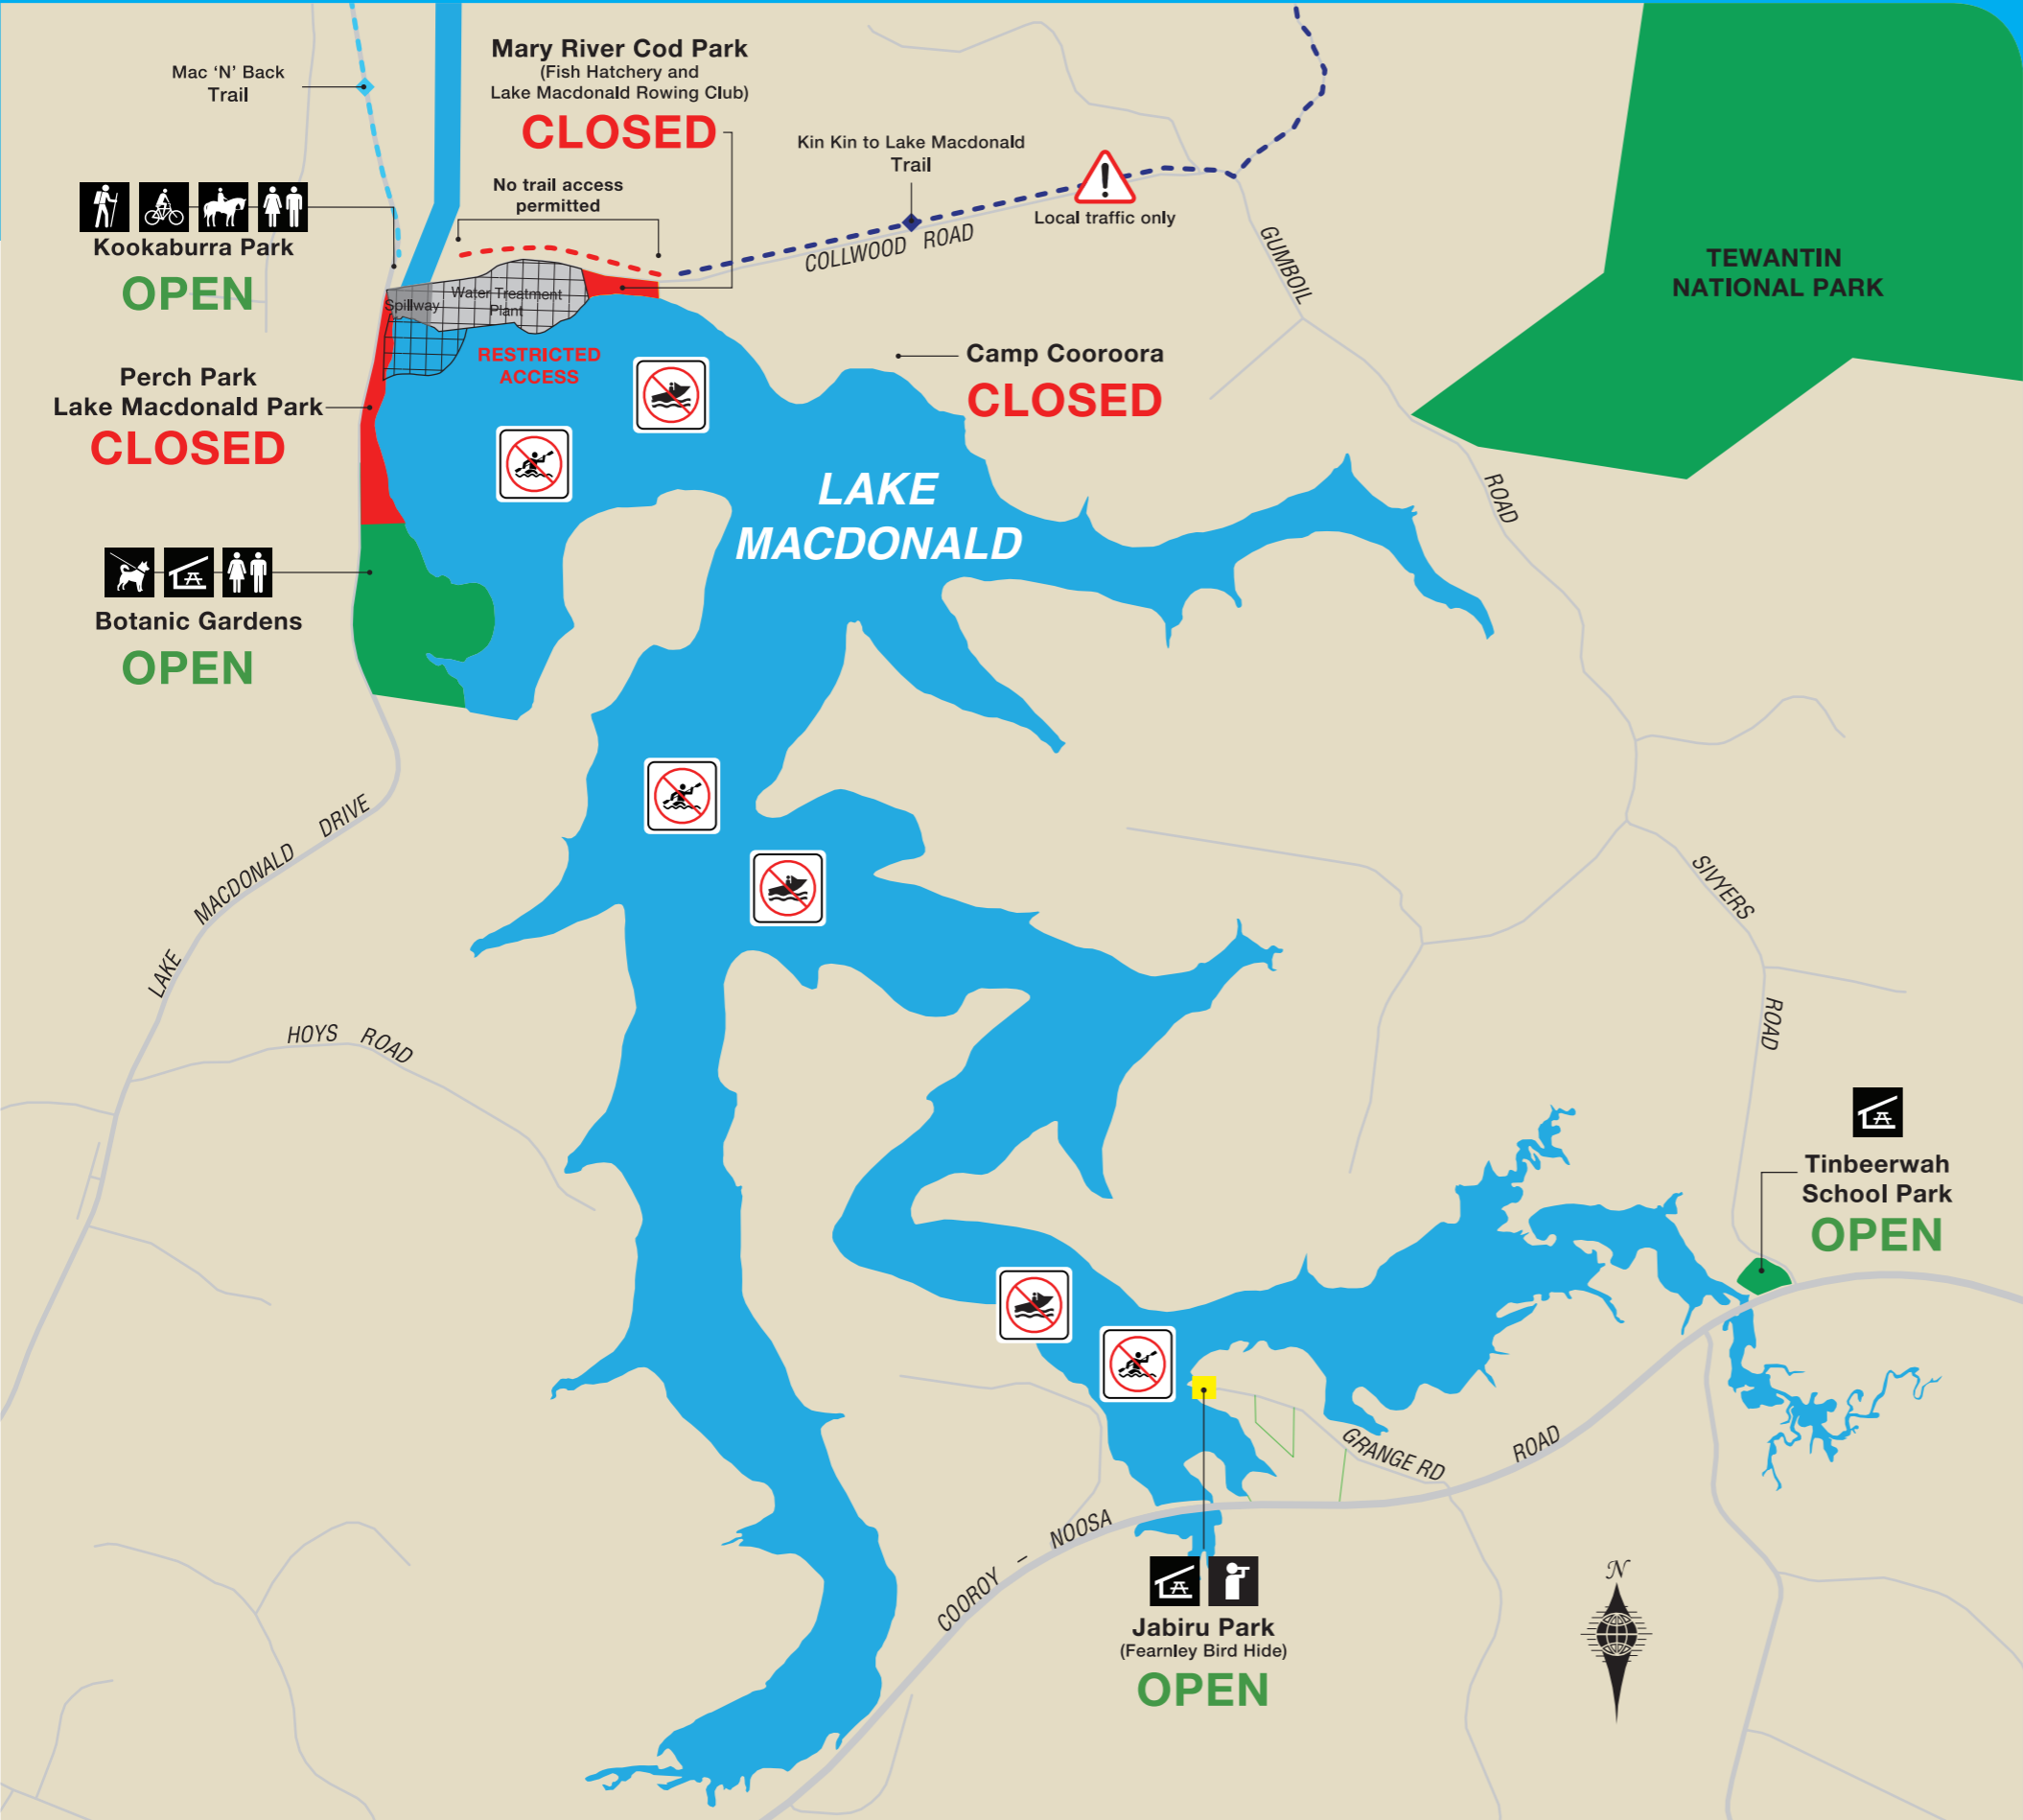 Mac ‘N’ Back
Trail
Mary River Cod Park
(Fish Hatchery and
Lake Macdonald Rowing Club)
CLOSED
Kin Kin to Lake Macdonald
Trail
No trail access
permitted
Local traffic only
Kookaburra Park
OPEN
COLLWOOD ROAD
GUMBOIL
ROAD
TEWANTIN
NATIONAL PARK
Spillway
Water Treatment
Plant
RESTRICTED
ACCESS
Camp Cooroora
CLOSED
Perch Park
Lake Macdonald Park
CLOSED
LAKE
MACDONALD
Botanic Gardens
OPEN
LAKE MACDONALD DRIVE
SIVYERS
ROAD
HOYS ROAD
Tinbeerwah
School Park
OPEN
GRANGE RD
COOROY – NOOSA ROAD
Jabiru Park
(Fearnley Bird Hide)
OPEN
N